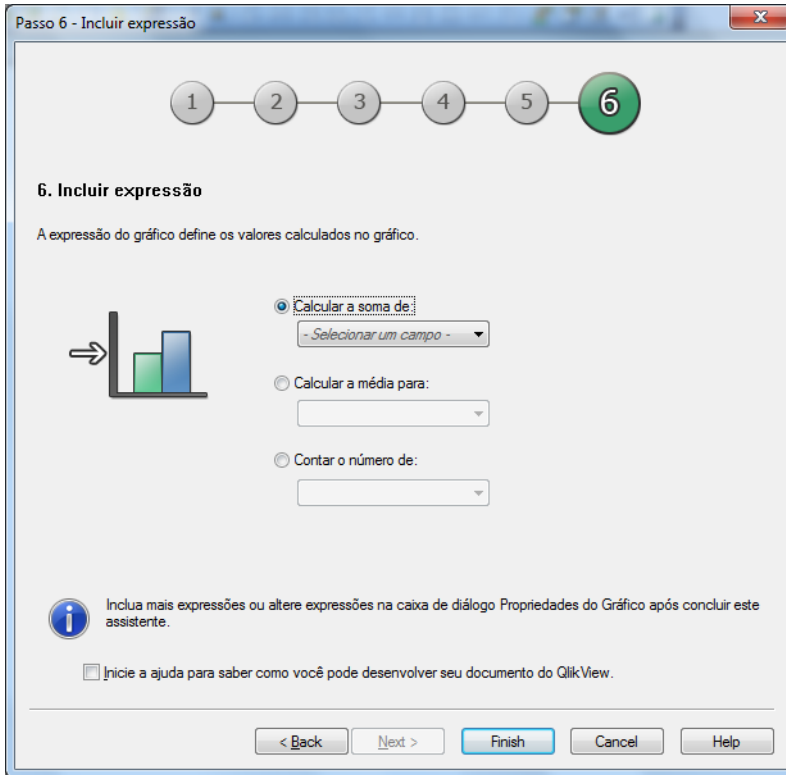 Passo 6 - Incluir expressão
1 2 3 4 5 6
6. Incluir expressão
A expressão do gráfico define os valores calculados no gráfico.
Calcular a soma de:
- Selecionar um campo -
Calcular a média para:
Contar o número de:
Inclua mais expressões ou altere expressões na caixa de diálogo Propriedades do Gráfico após concluir este
assistente.
Inicie a ajuda para saber como você pode desenvolver seu documento do QlikView.
< Back Next > Finish Cancel Help